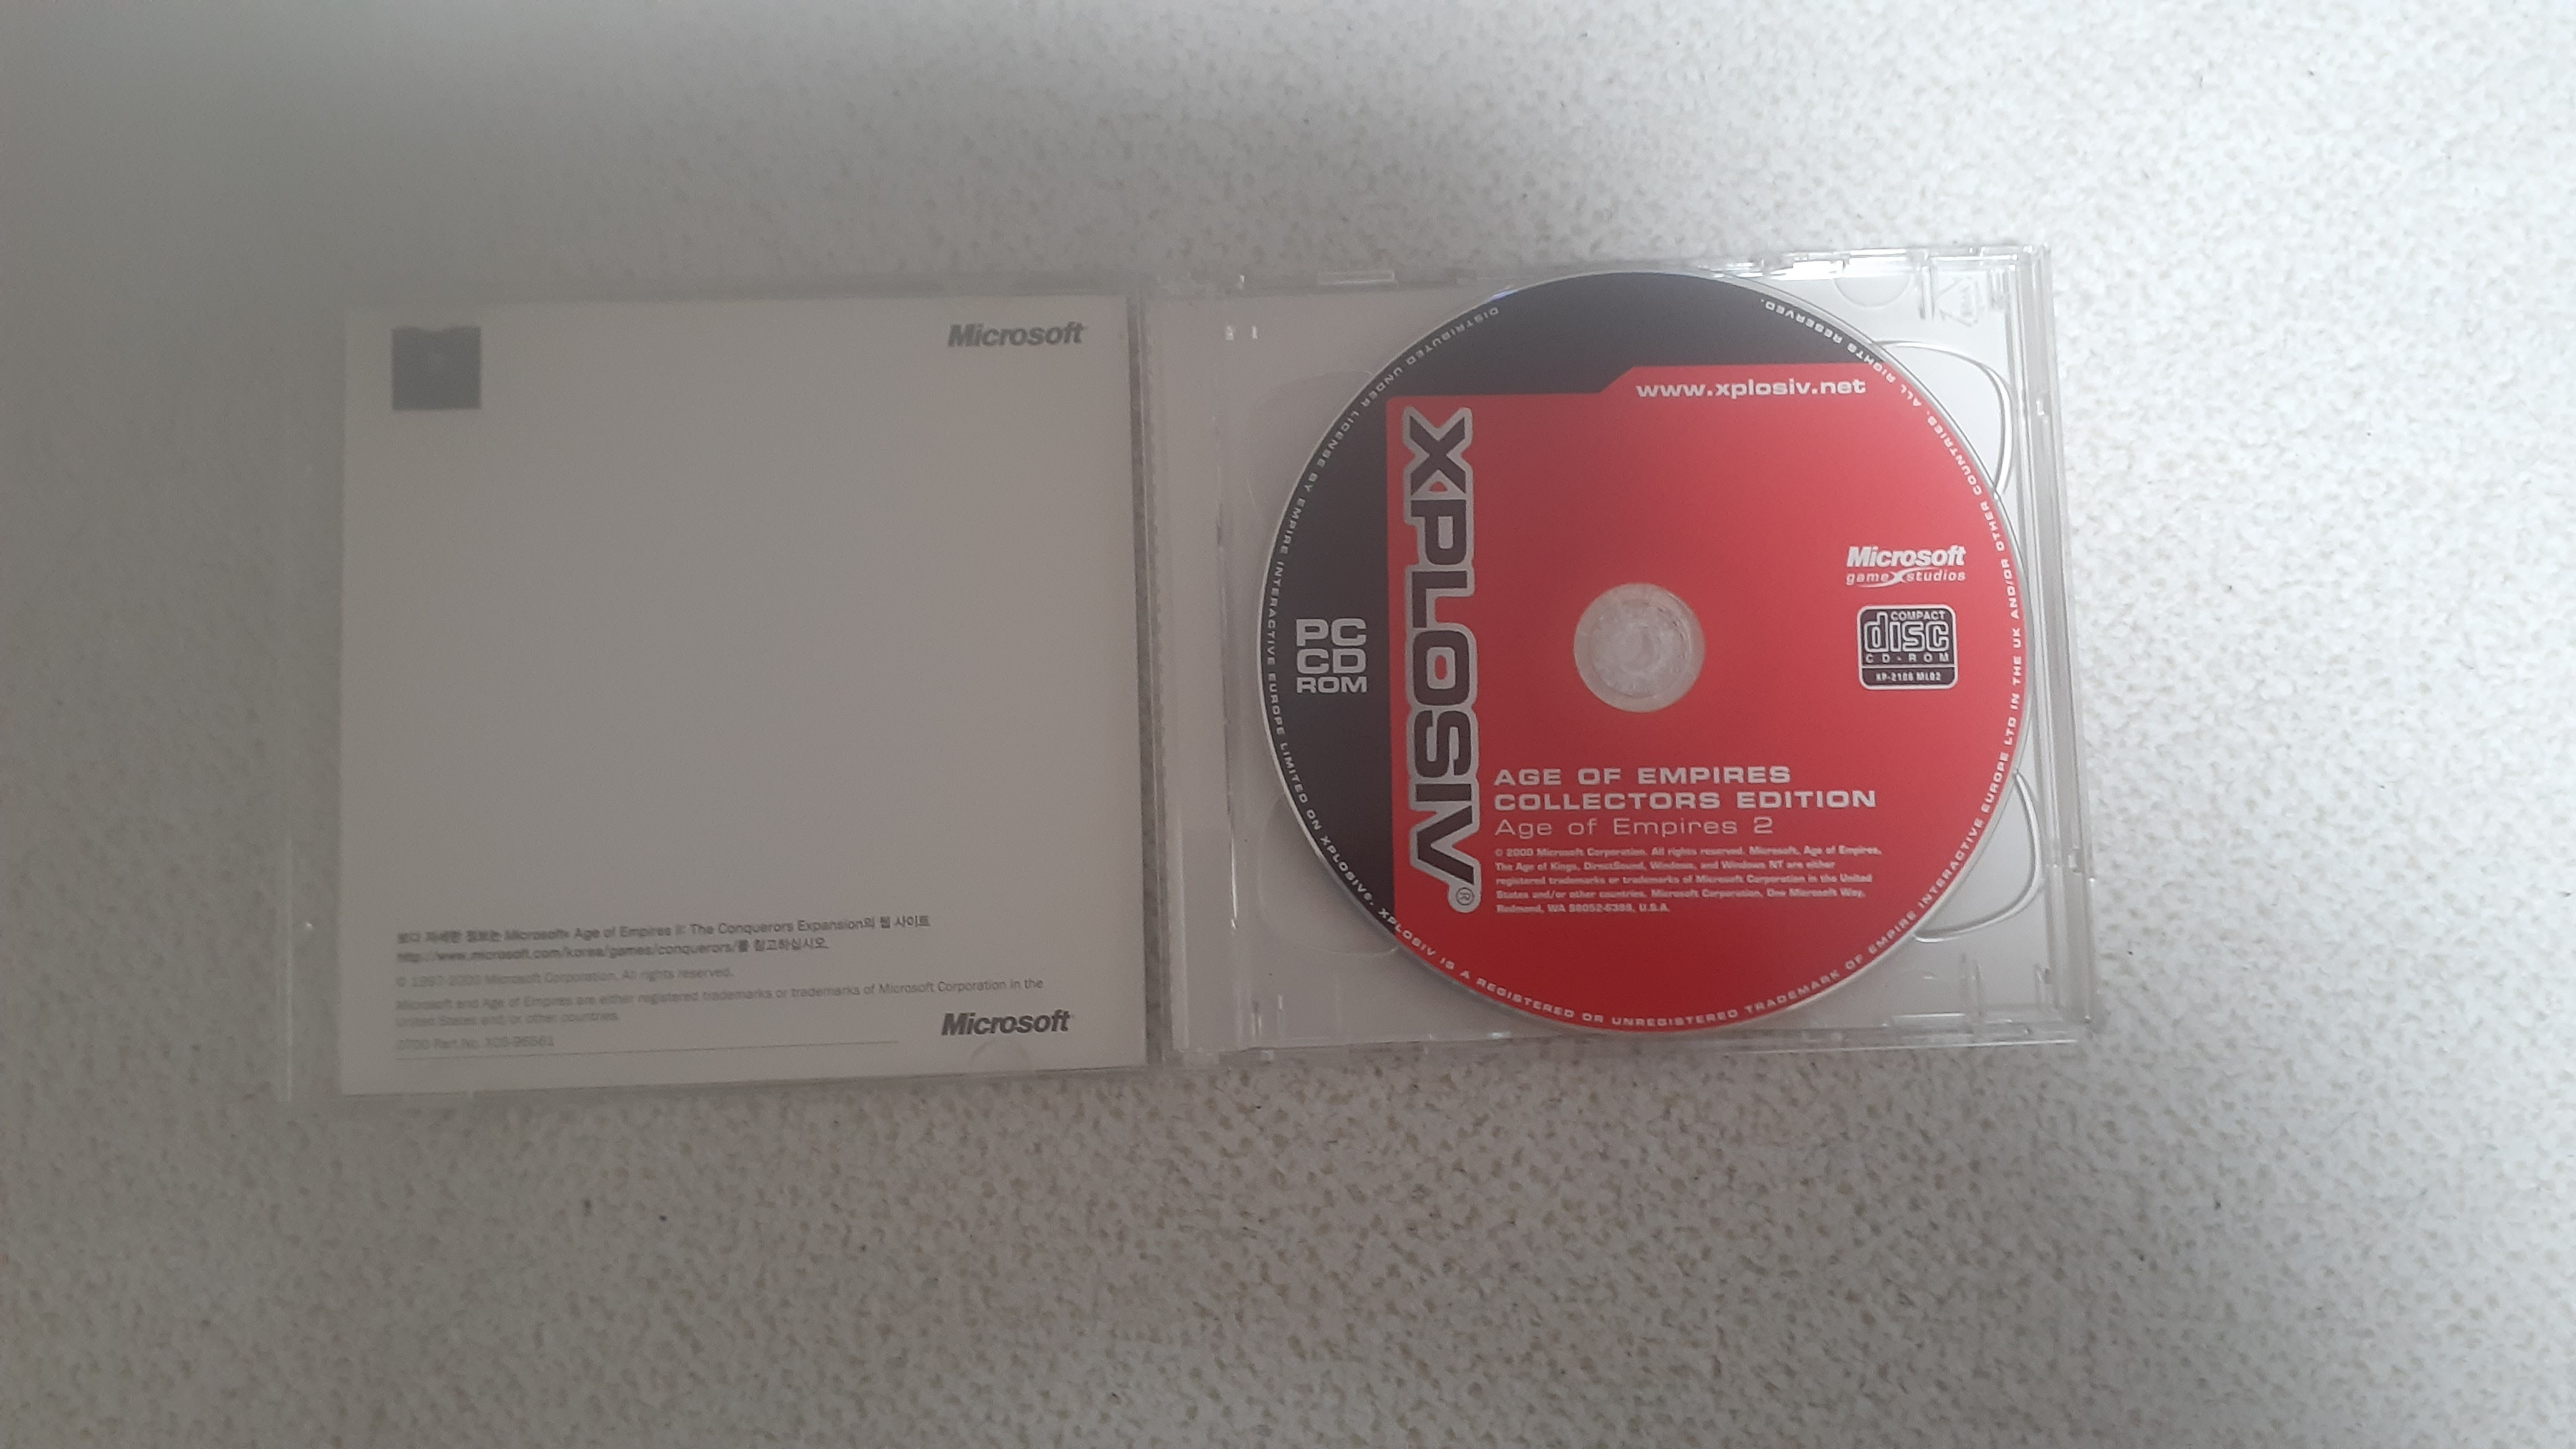 Microsoft
보다 자세한 정보는 Microsoft® Age of Empires II: The Conquerors Expansion의 웹 사이트
http://www.microsoft.com/korea/games/conquerors/를 참고하십시오.
© 1997-2000 Microsoft Corporation. All rights reserved.
Microsoft and Age of Empires are either registered trademarks or trademarks of Microsoft Corporation in the
United States and/or other countries.
0700 Part No.
Microsoft
www.xplosiv.net
XPLOSIV®
PC
CD
ROM
Microsoft
game studios
COMPACT
disc
CD-ROM
XP-2108 ML02
AGE OF EMPIRES
COLLECTORS EDITION
Age of Empires 2
© 2000 Microsoft Corporation. All rights reserved. Microsoft, Age of Empires,
The Age of Kings, DirectSound, Windows, and Windows NT are either
registered trademarks or trademarks of Microsoft Corporation in the United
States and/or other countries. Microsoft Corporation, One Microsoft Way,
Redmond, WA 98052-6399, U.S.A.
DISTRIBUTED UNDER LICENSE BY EMPIRE INTERACTIVE EUROPE LIMITED ON XPLOSIV®. XPLOSIV IS A REGISTERED OR UNREGISTERED TRADEMARK OF EMPIRE INTERACTIVE EUROPE LTD IN THE UK AND/OR OTHER COUNTRIES. ALL RIGHTS RESERVED.